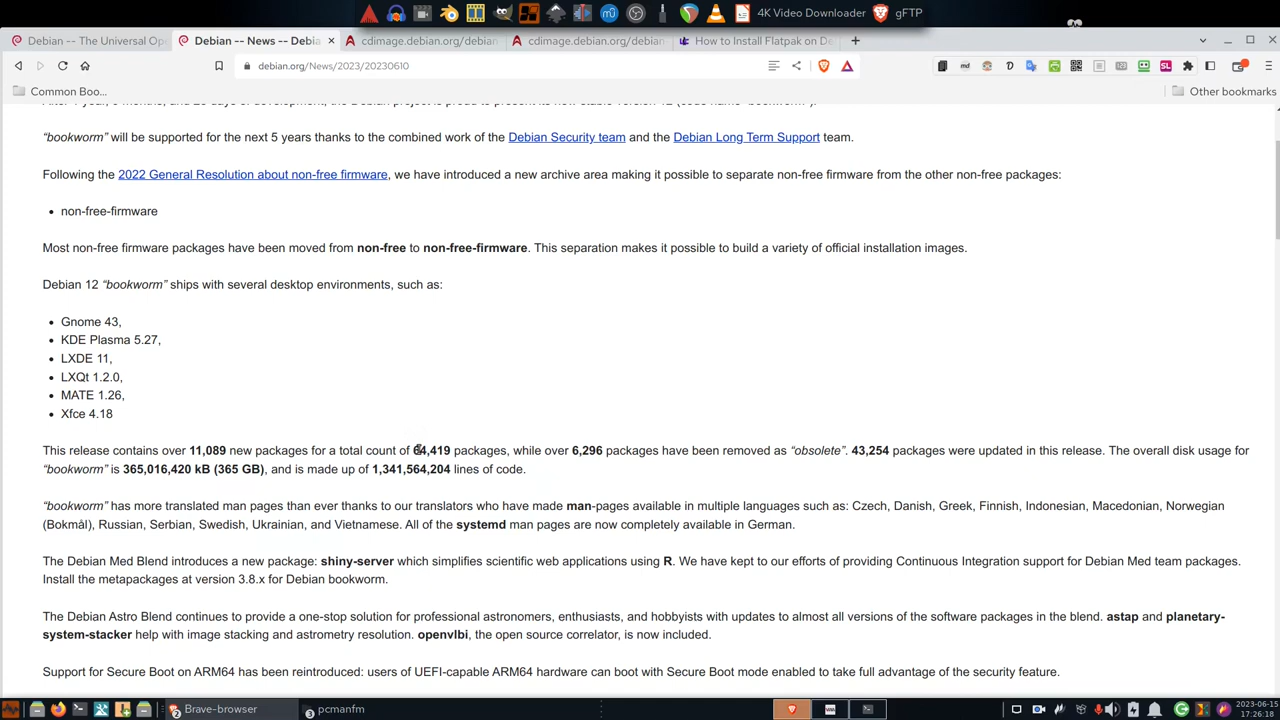 4K Video Downloader
gFTP
Debian -- The Universal Op
Debian -- News -- Debia
cdimage.debian.org/debian
cdimage.debian.org/debia
How to Install Flatpak on De
debian.org/News/2023/20230610
Common Boo...
Other bookmarks
“bookworm” will be supported for the next 5 years thanks to the combined work of the Debian Security team and the Debian Long Term Support team.
Following the 2022 General Resolution about non-free firmware, we have introduced a new archive area making it possible to separate non-free firmware from the other non-free packages:
• non-free-firmware
Most non-free firmware packages have been moved from non-free to non-free-firmware. This separation makes it possible to build a variety of official installation images.
Debian 12 “bookworm” ships with several desktop environments, such as:
• Gnome 43,
• KDE Plasma 5.27,
• LXDE 11,
• LXQt 1.2.0,
• MATE 1.26,
• Xfce 4.18
This release contains over 11,089 new packages for a total count of 64,419 packages, while over 6,296 packages have been removed as “obsolete”. 43,254 packages were updated in this release. The overall disk usage for
“bookworm” is 365,016,420 kB (365 GB), and is made up of 1,341,564,204 lines of code.
“bookworm” has more translated man pages than ever thanks to our translators who have made man-pages available in multiple languages such as: Czech, Danish, Greek, Finnish, Indonesian, Macedonian, Norwegian
(Bokmål), Russian, Serbian, Swedish, Ukrainian, and Vietnamese. All of the systemd man pages are now completely available in German.
The Debian Med Blend introduces a new package: shiny-server which simplifies scientific web applications using R. We have kept to our efforts of providing Continuous Integration support for Debian Med team packages.
Install the metapackages at version 3.8.x for Debian bookworm.
The Debian Astro Blend continues to provide a one-stop solution for professional astronomers, enthusiasts, and hobbyists with updates to almost all versions of the software packages in the blend. astap and planetary-
system-stacker help with image stacking and astrometry resolution. openvlbi, the open source correlator, is now included.
Support for Secure Boot on ARM64 has been reintroduced: users of UEFI-capable ARM64 hardware can boot with Secure Boot mode enabled to take full advantage of the security feature.
2 Brave-browser
3 pcmanfm
2023-06-15
17:26:18